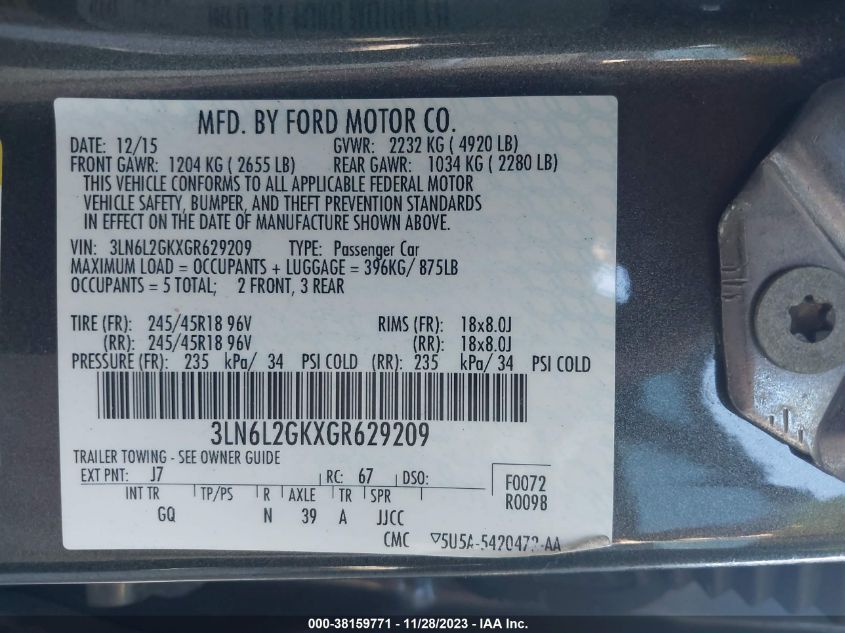 MFD. BY FORD MOTOR CO.
DATE: 12/15 GVWR: 2232 KG ( 4920 LB)
FRONT GAWR: 1204 KG ( 2655 LB) REAR GAWR: 1034 KG ( 2280 LB)
THIS VEHICLE CONFORMS TO ALL APPLICABLE FEDERAL MOTOR
VEHICLE SAFETY, BUMPER, AND THEFT PREVENTION STANDARDS
IN EFFECT ON THE DATE OF MANUFACTURE SHOWN ABOVE.
VIN: 3LN6L2GKXGR629209 TYPE: Passenger Car
MAXIMUM LOAD = OCCUPANTS + LUGGAGE = 396KG/ 875LB
OCCUPANTS = 5 TOTAL; 2 FRONT, 3 REAR
TIRE (FR): 245/45R18 96V RIMS (FR): 18x8.0J
(RR): 245/45R18 96V (RR): 18x8.0J
PRESSURE (FR): 235 kPa/ 34 PSI COLD (RR): 235 kPa/ 34 PSI COLD
3LN6L2GKXGR629209
TRAILER TOWING - SEE OWNER GUIDE
EXT PNT: J7 RC: 67 DSO: F0072
INT TR TP/PS R AXLE TR SPR R009B
GQ N 39 A JJCC
CMC ▽5U5A-5420472-AA
000-38159771 - 11/28/2023 - IAA Inc.